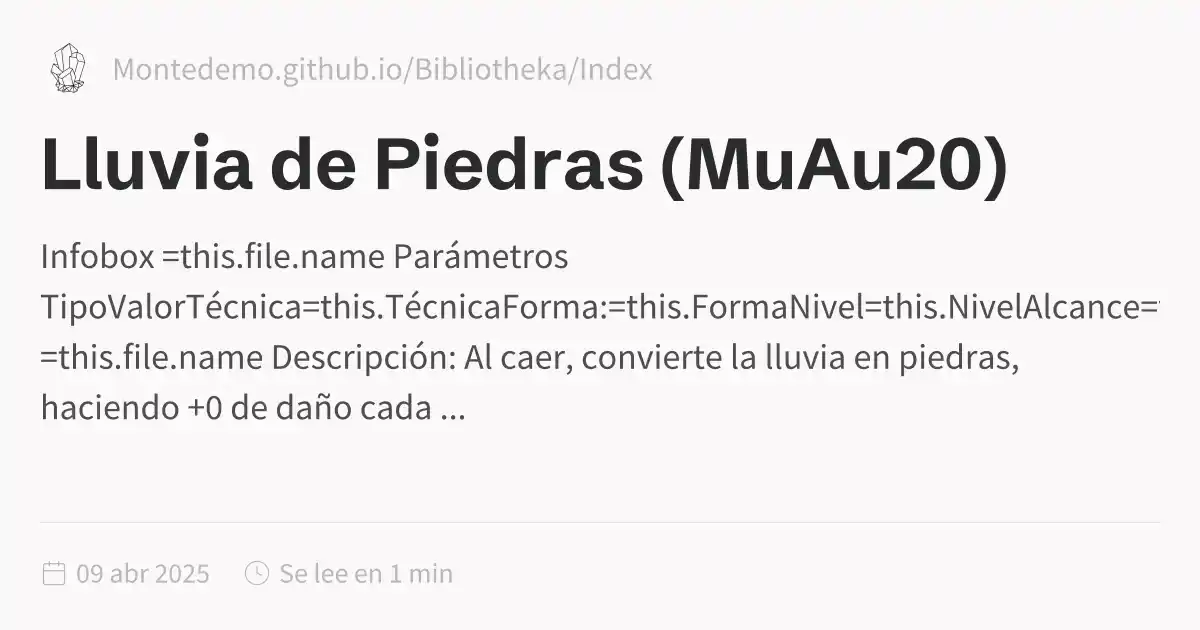 Montedemo.github.io/Bibliotheka/Index
Lluvia de Piedras (MuAu20)
Infobox =this.file.name Parámetros
TipoValorTécnica=this.TécnicaForma:=this.FormaNivel=this.NivelAlcance=
=this.file.name Descripción: Al caer, convierte la lluvia en piedras,
haciendo +0 de daño cada ...
09 abr 2025 Se lee en 1 min